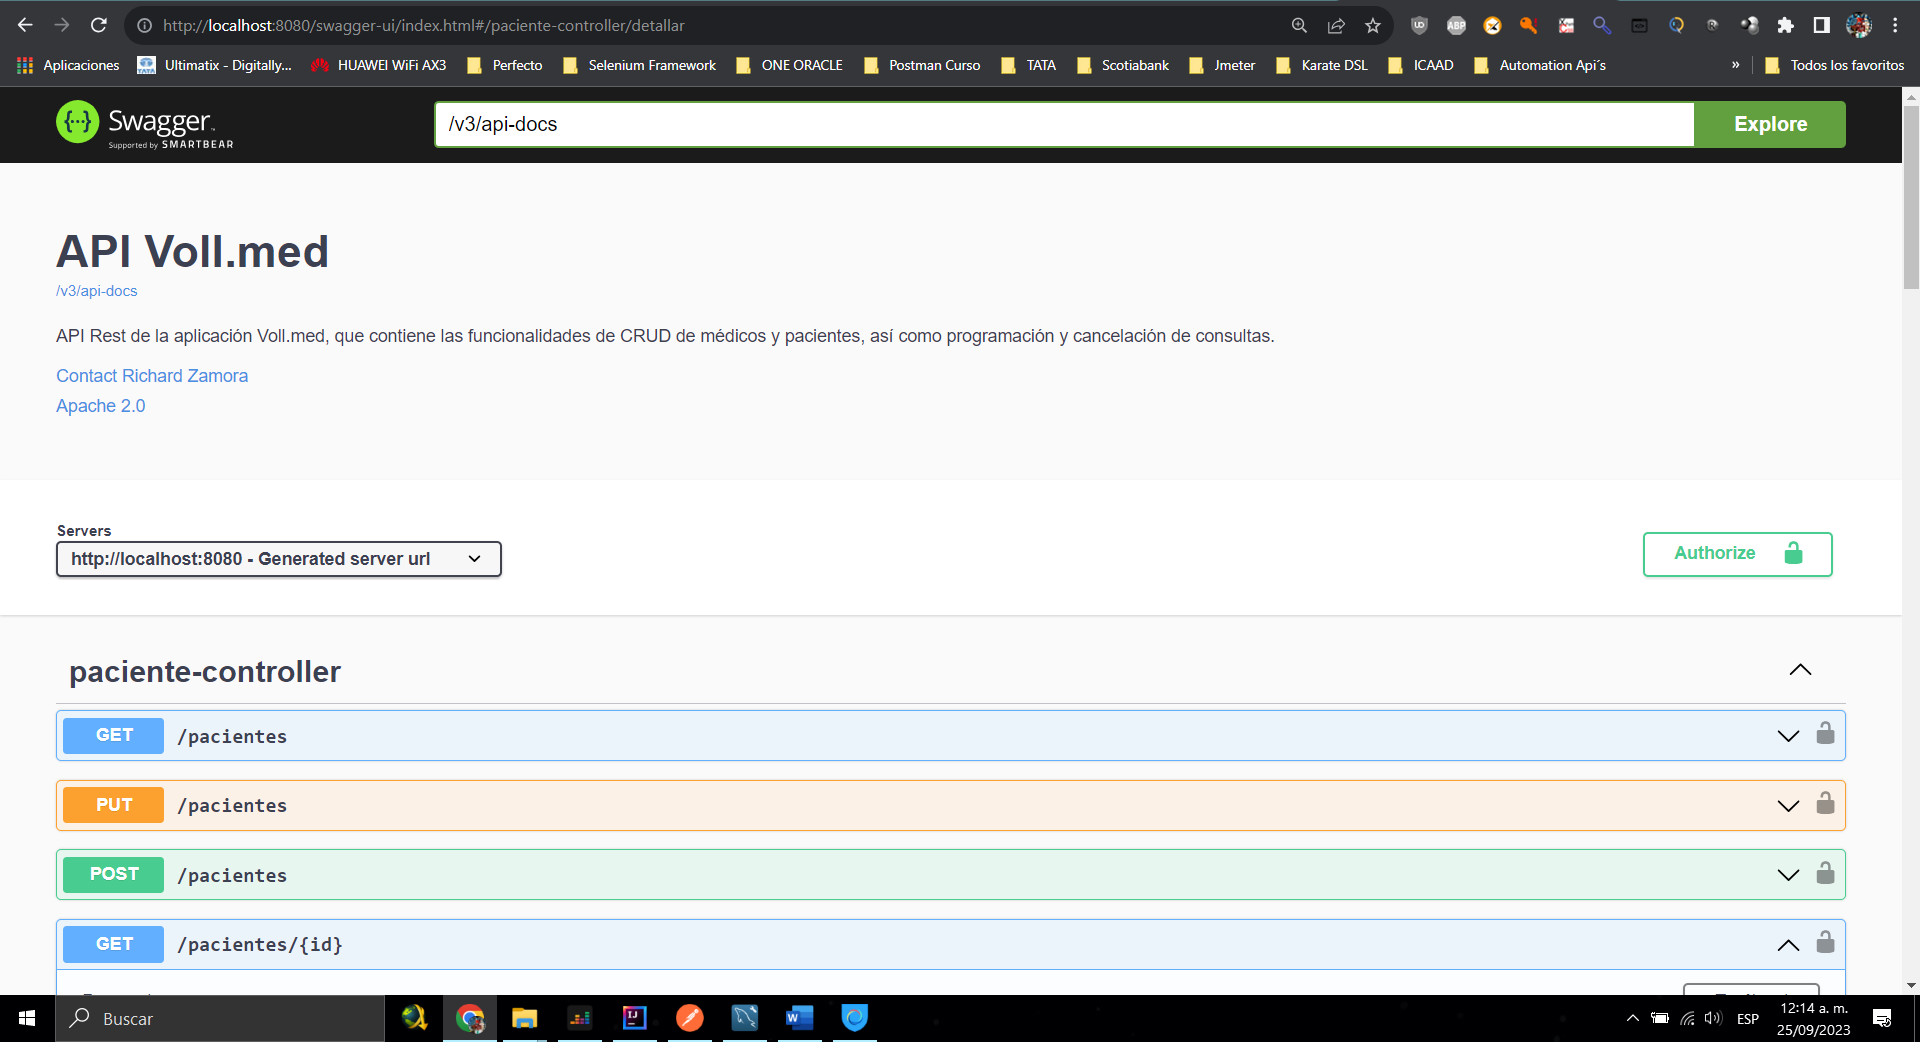 http://localhost:8080/swagger-ui/index.html#/paciente-controller/detallar
Aplicaciones Ultimatix - Digitally... HUAWEI WiFi AX3 Perfecto Selenium Framework ONE ORACLE Postman Curso TATA Scotiabank Jmeter Karate DSL ICAAD Automation Api´s » Todos los favoritos
Swagger
Supported by SMARTBEAR
/v3/api-docs
Explore
API Voll.med
/v3/api-docs
API Rest de la aplicación Voll.med, que contiene las funcionalidades de CRUD de médicos y pacientes, así como programación y cancelación de consultas.
Contact Richard Zamora
Apache 2.0
Servers
http://localhost:8080 - Generated server url
Authorize
paciente-controller
GET /pacientes
PUT /pacientes
POST /pacientes
GET /pacientes/{id}
Buscar
ESP
12:14 a. m.
25/09/2023